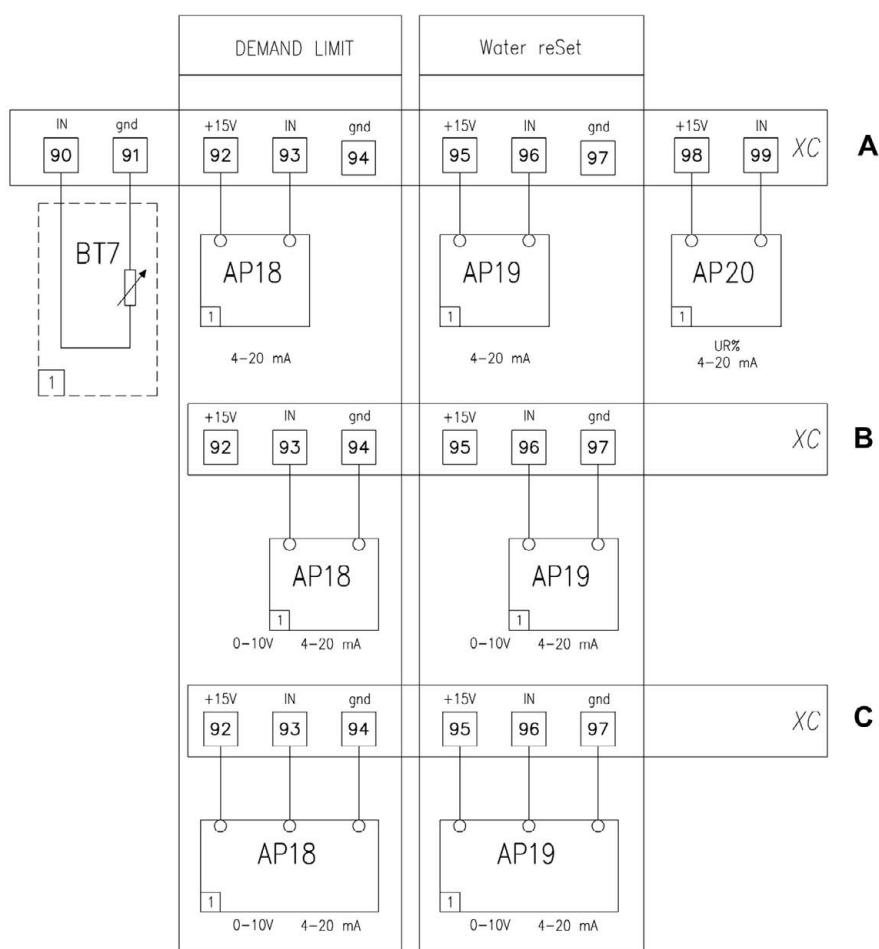 DEMAND LIMIT Water reSet
IN gnd +15V IN gnd +15V IN gnd +15V IN
90 91 92 93 94 95 96 97 98 99 XC A
BT7 AP18 AP19 AP20
1 1 1
UR%
4-20 mA 4-20 mA 4-20 mA
1
+15V IN gnd +15V IN gnd
92 93 94 95 96 97 XC B
AP18 AP19
1 1
0-10V 4-20 mA 0-10V 4-20 mA
+15V IN gnd +15V IN gnd
92 93 94 95 96 97 XC C
AP18 AP19
1 1
0-10V 4-20 mA 0-10V 4-20 mA